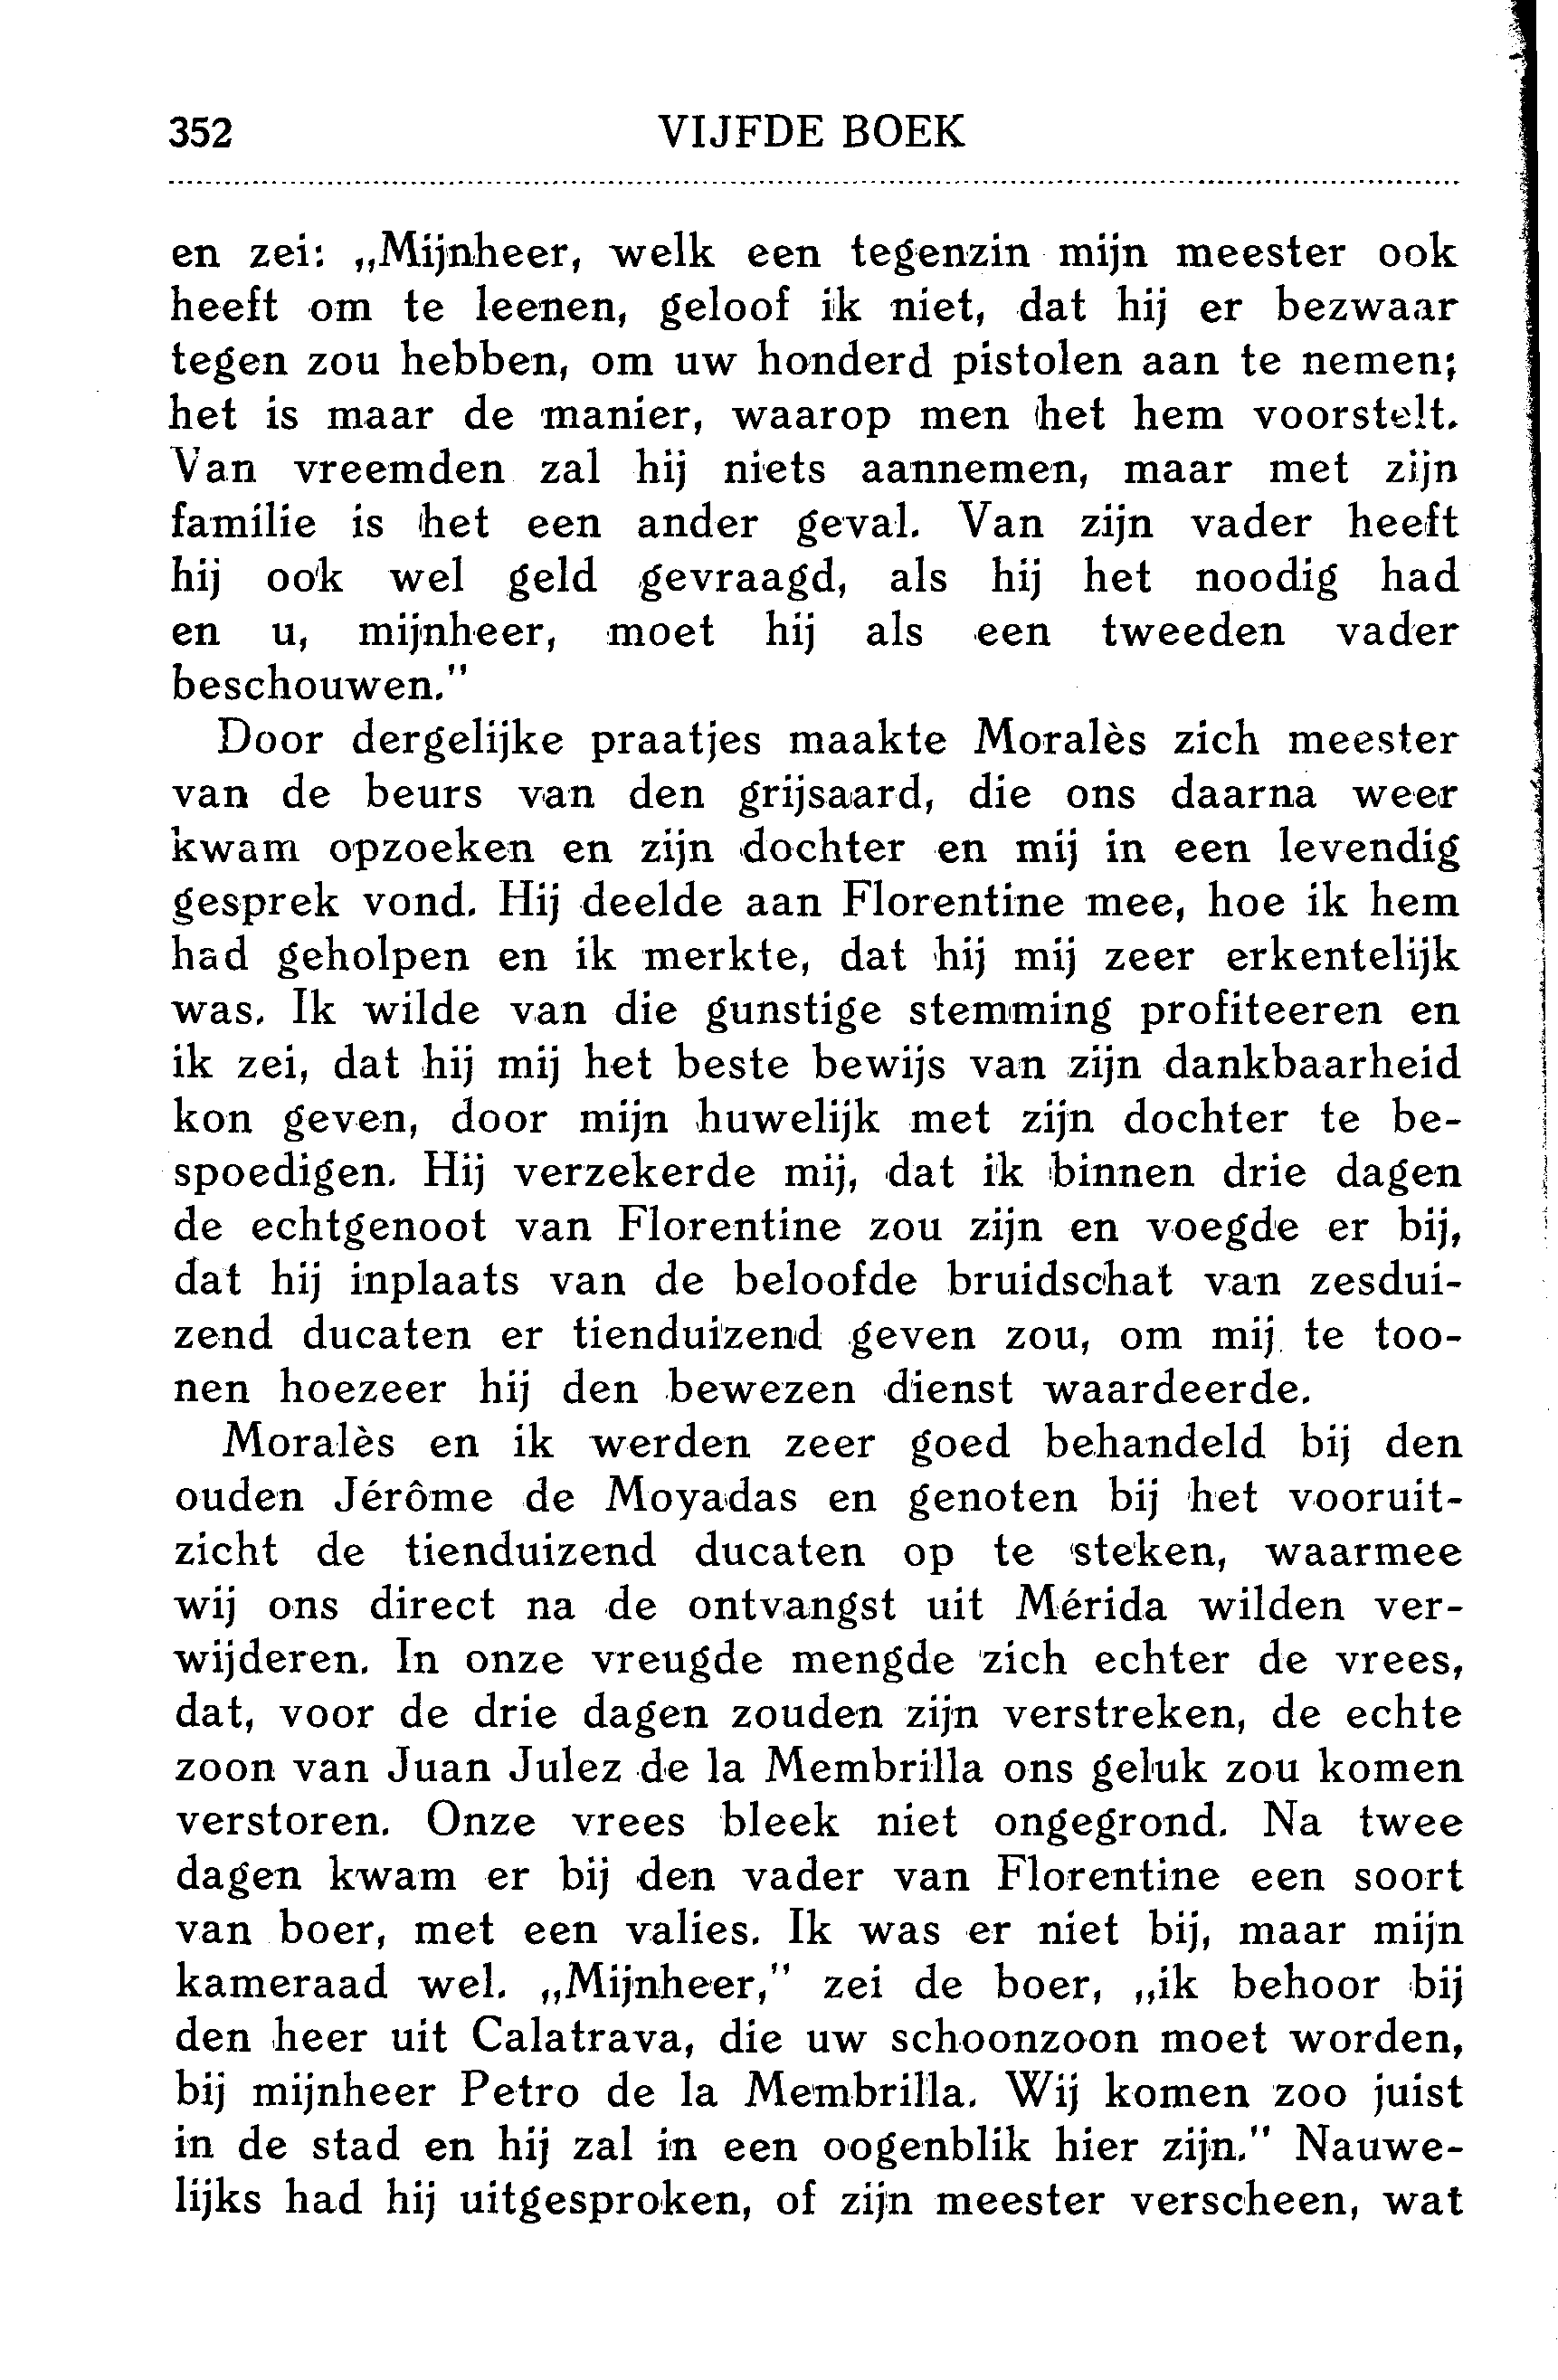 352 VIJFDE BOEK
en zei: „Mijnheer, welk een tegenzin mijn meester ook
heeft om te leenen, geloof ik niet, dat hij er bezwaar
tegen zou hebben, om uw honderd pistolen aan te nemen;
het is maar de manier, waarop men het hem voorstelt.
Van vreemden zal hij niets aannemen, maar met zijn
familie is het een ander geval. Van zijn vader heeft
hij ook wel geld gevraagd, als hij het noodig had
en u, mijnheer, moet hij als een tweeden vader
beschouwen."
Door dergelijke praatjes maakte Moralès zich meester
van de beurs van den grijsaard, die ons daarna weer
kwam opzoeken en zijn dochter en mij in een levendig
gesprek vond. Hij deelde aan Florentine mee, hoe ik hem
had geholpen en ik merkte, dat hij mij zeer erkentelijk
was. Ik wilde van die gunstige stemming profiteeren en
ik zei, dat hij mij het beste bewijs van zijn dankbaarheid
kon geven, door mijn huwelijk met zijn dochter te be-
spoedigen. Hij verzekerde mij, dat ik binnen drie dagen
de echtgenoot van Florentine zou zijn en voegde er bij,
dat hij inplaats van de beloofde bruidschat van zesdui-
zend ducaten er tienduizend geven zou, om mij te too-
nen hoezeer hij den bewezen dienst waardeerde.
Moralès en ik werden zeer goed behandeld bij den
ouden Jérôme de Moyadas en genoten bij het vooruit-
zicht de tienduizend ducaten op te steken, waarmee
wij ons direct na de ontvangst uit Mérida wilden ver-
wijderen. In onze vreugde mengde zich echter de vrees,
dat, voor de drie dagen zouden zijn verstreken, de echte
zoon van Juan Julez de la Membrilla ons geluk zou komen
verstoren. Onze vrees bleek niet ongegrond. Na twee
dagen kwam er bij den vader van Florentine een soort
van boer, met een valies. Ik was er niet bij, maar mijn
kameraad wel. „Mijnheer," zei de boer, „ik behoor bij
den heer uit Calatrava, die uw schoonzoon moet worden,
bij mijnheer Petro de la Membrilla. Wij komen zoo juist
in de stad en hij zal in een oogenblik hier zijn." Nauwe-
lijks had hij uitgesproken, of zijn meester verscheen, wat